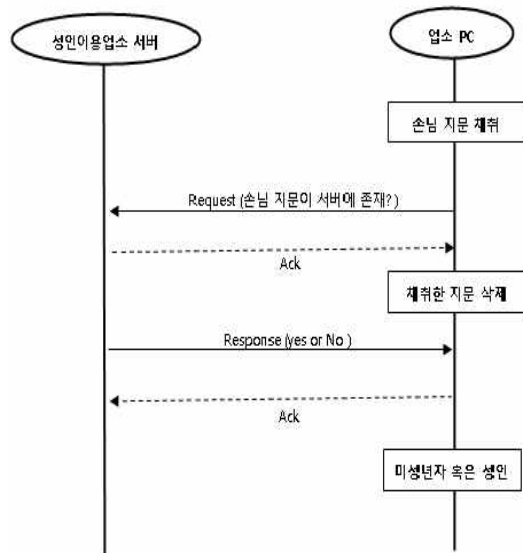 성인이용업소 서버
업소 PC
손님 지문 채취
Request (손님 지문이 서버에 존재?)
Ack
채취한 지문 삭제
Response (yes or No )
Ack
미성년자 혹은 성인